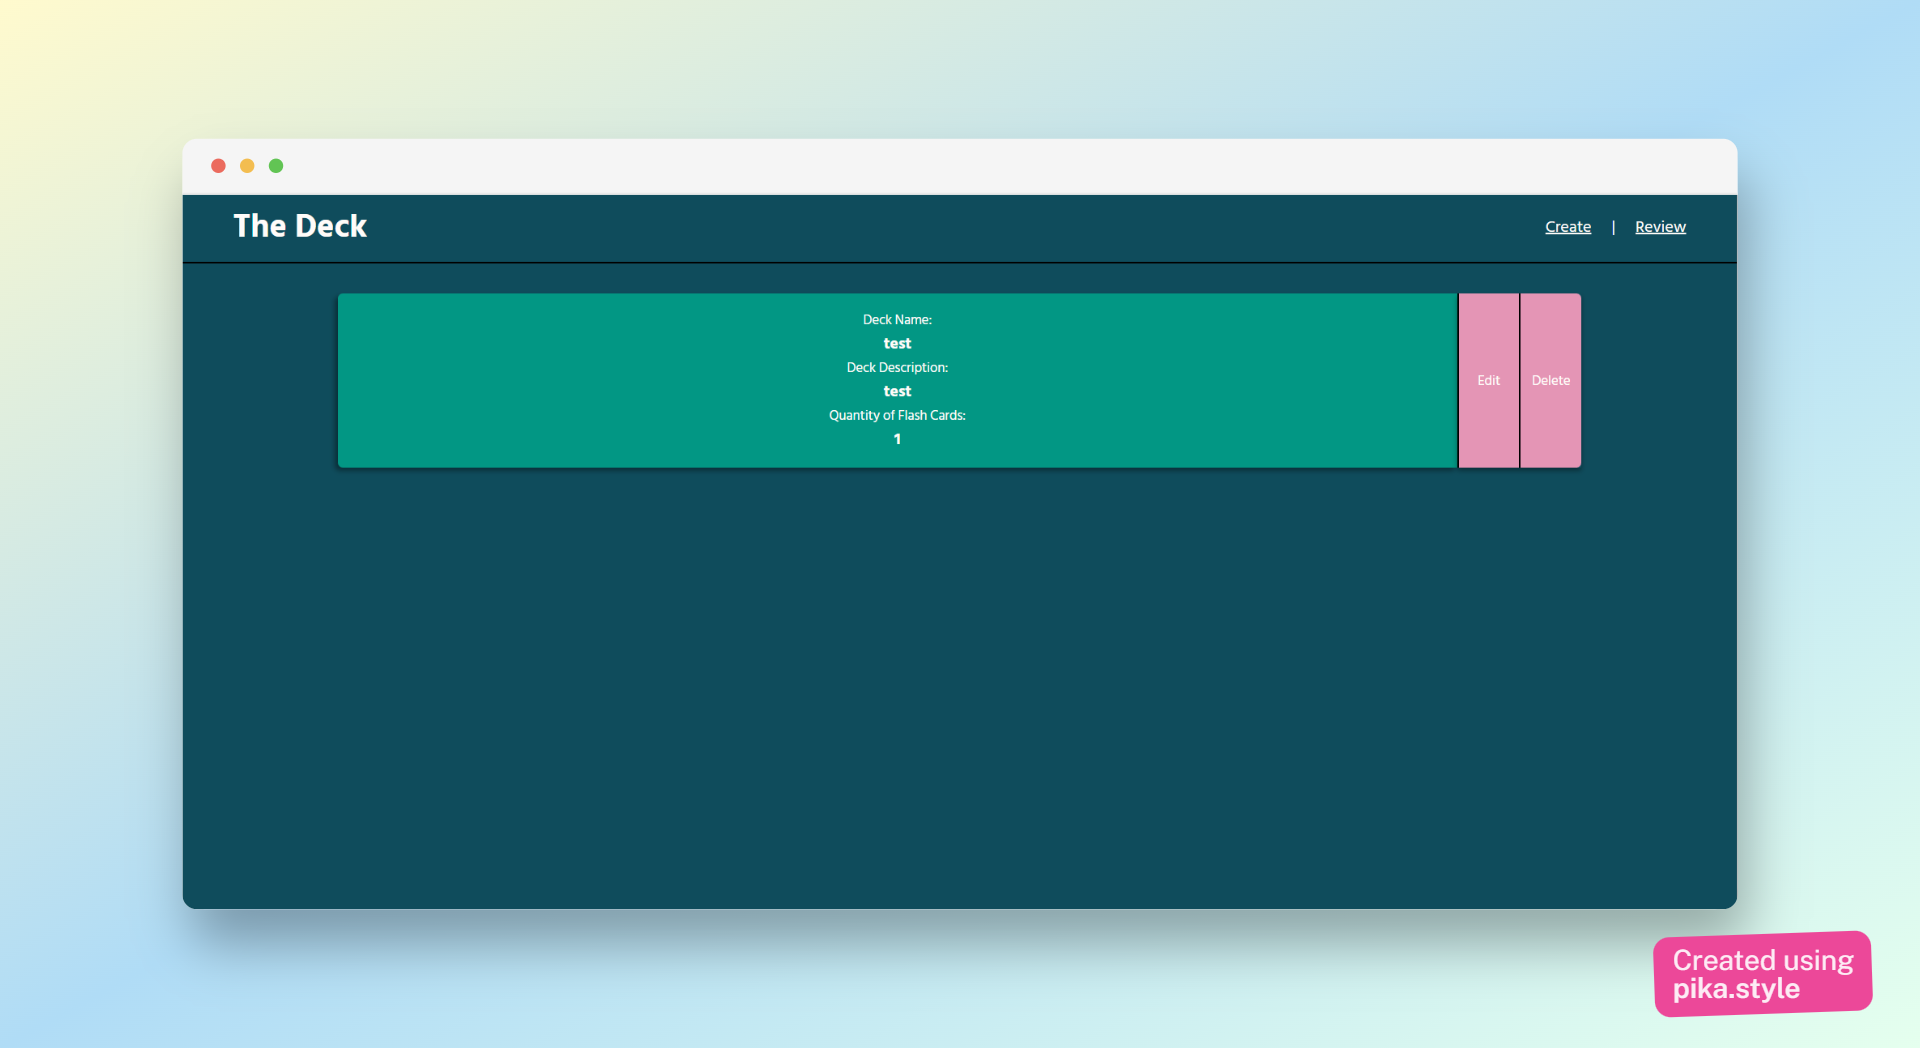 The Deck
Create | Review
Deck Name:
test
Deck Description:
test
Quantity of Flash Cards:
1
Edit
Delete
Created using
pika.style